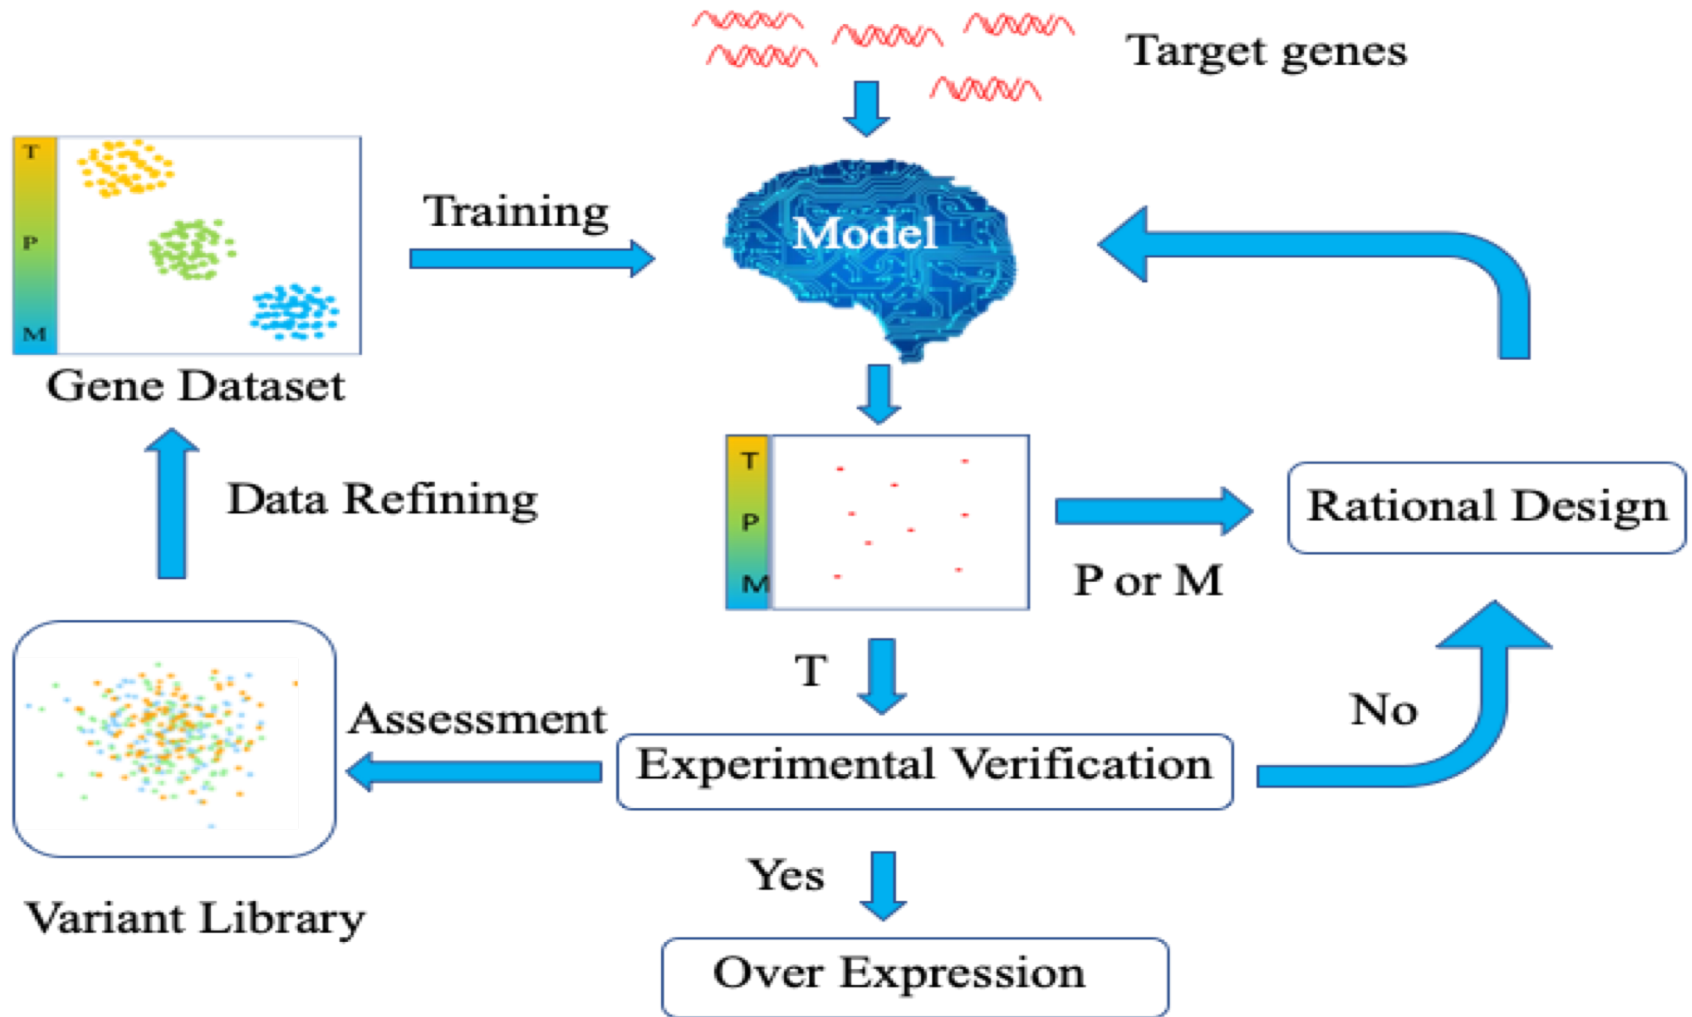 Target genes
T
P
M
Training
Model
Gene Dataset
Data Refining
T
P
M
P or M
Rational Design
T
No
Assessment
Experimental Verification
Yes
Variant Library
Over Expression